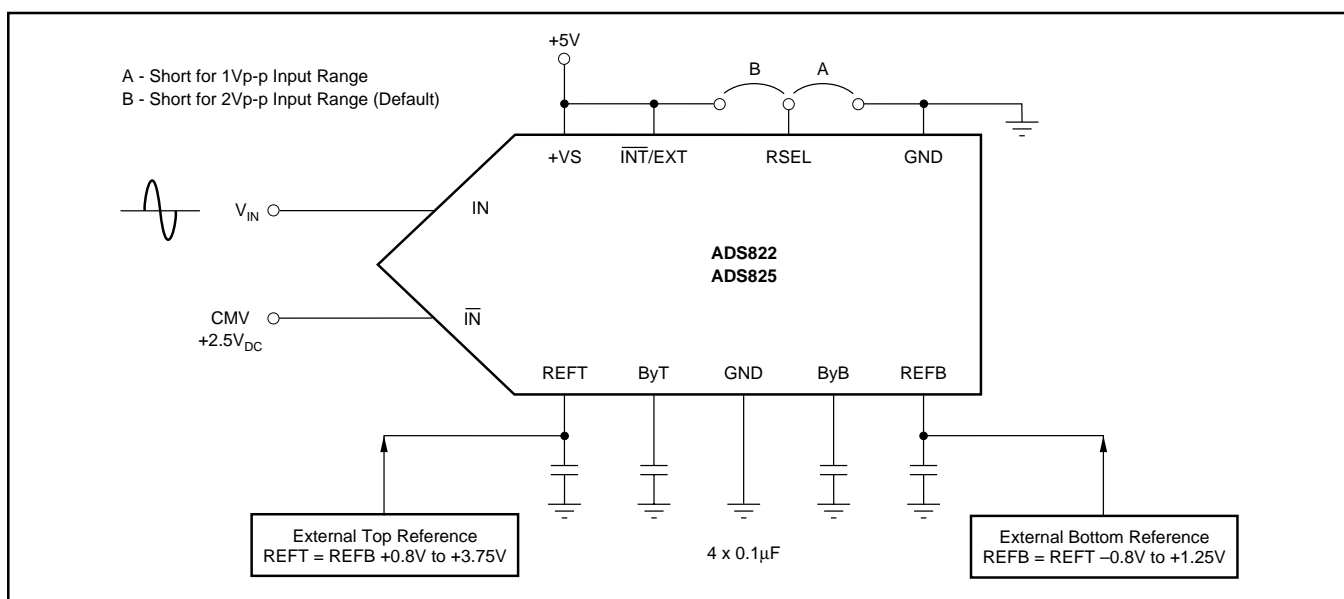 +5V
A - Short for 1Vp-p Input Range
B - Short for 2Vp-p Input Range (Default)
B
A
+VS
I̅N̅T̅/EXT
RSEL
GND
V_IN
IN
ADS822
ADS825
CMV
+2.5V_DC
I̅N̅
REFT
ByT
GND
ByB
REFB
External Top Reference
REFT = REFB +0.8V to +3.75V
4 x 0.1µF
External Bottom Reference
REFB = REFT –0.8V to +1.25V